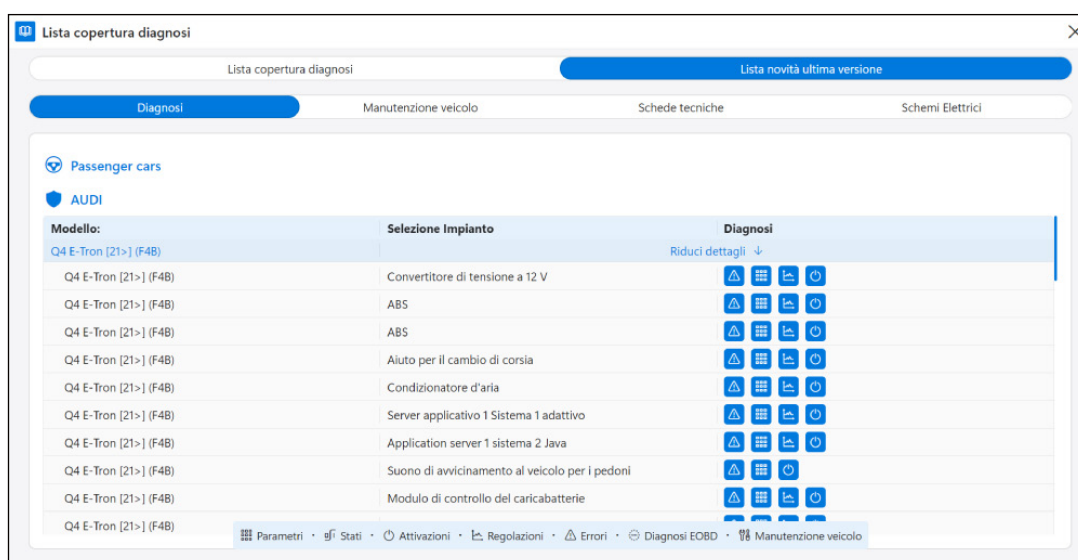 Lista copertura diagnosi
Lista copertura diagnosi Lista novità ultima versione
Diagnosi Manutenzione veicolo Schede tecniche Schemi Elettrici
Passenger cars
AUDI
Modello: Selezione Impianto Diagnosi
Q4 E-Tron [21>] (F4B) Riduci dettagli ↓
Q4 E-Tron [21>] (F4B) Convertitore di tensione a 12 V
Q4 E-Tron [21>] (F4B) ABS
Q4 E-Tron [21>] (F4B) ABS
Q4 E-Tron [21>] (F4B) Aiuto per il cambio di corsia
Q4 E-Tron [21>] (F4B) Condizionatore d'aria
Q4 E-Tron [21>] (F4B) Server applicativo 1 Sistema 1 adattivo
Q4 E-Tron [21>] (F4B) Application server 1 sistema 2 Java
Q4 E-Tron [21>] (F4B) Suono di avvicinamento al veicolo per i pedoni
Q4 E-Tron [21>] (F4B) Modulo di controllo del caricabatterie
Q4 E-Tron [21>] (F4B)
Parametri · Stati · Attivazioni · Regolazioni · Errori · Diagnosi EOBD · Manutenzione veicolo